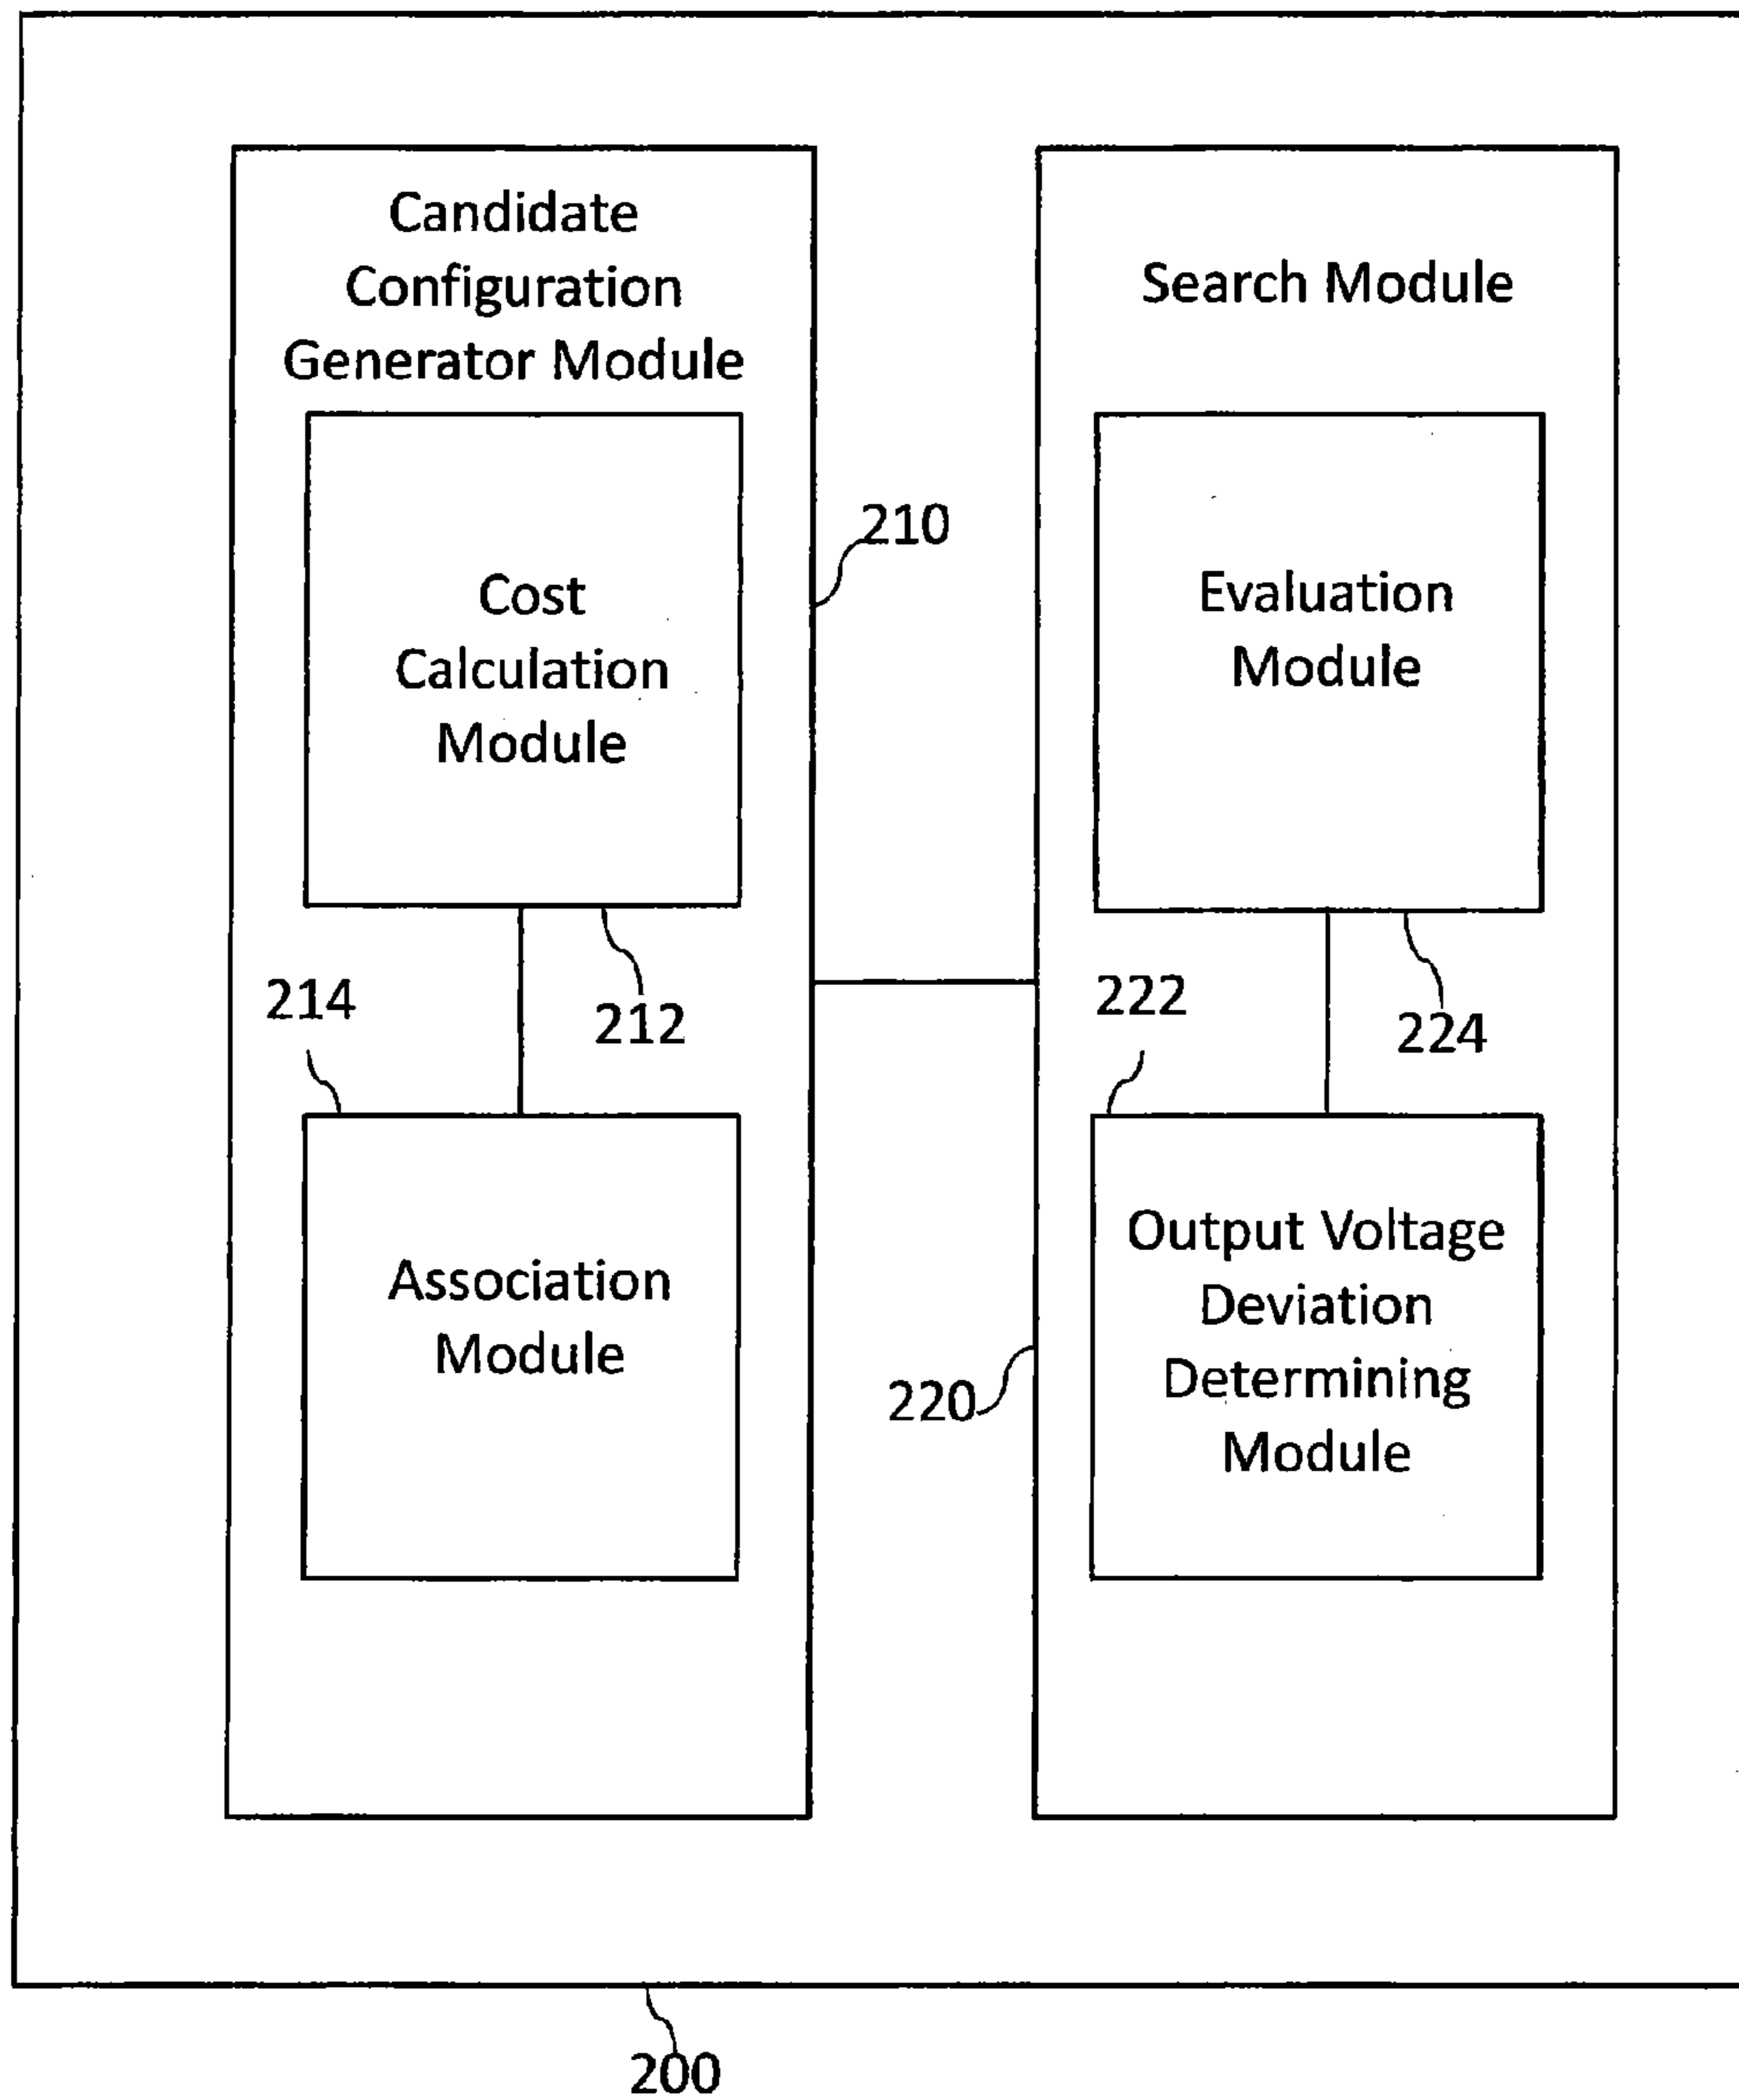 Candidate
Configuration
Generator Module
Cost
Calculation
Module
210
212
214
Association
Module
Search Module
Evaluation
Module
224
222
Output Voltage
Deviation
Determining
Module
220
200